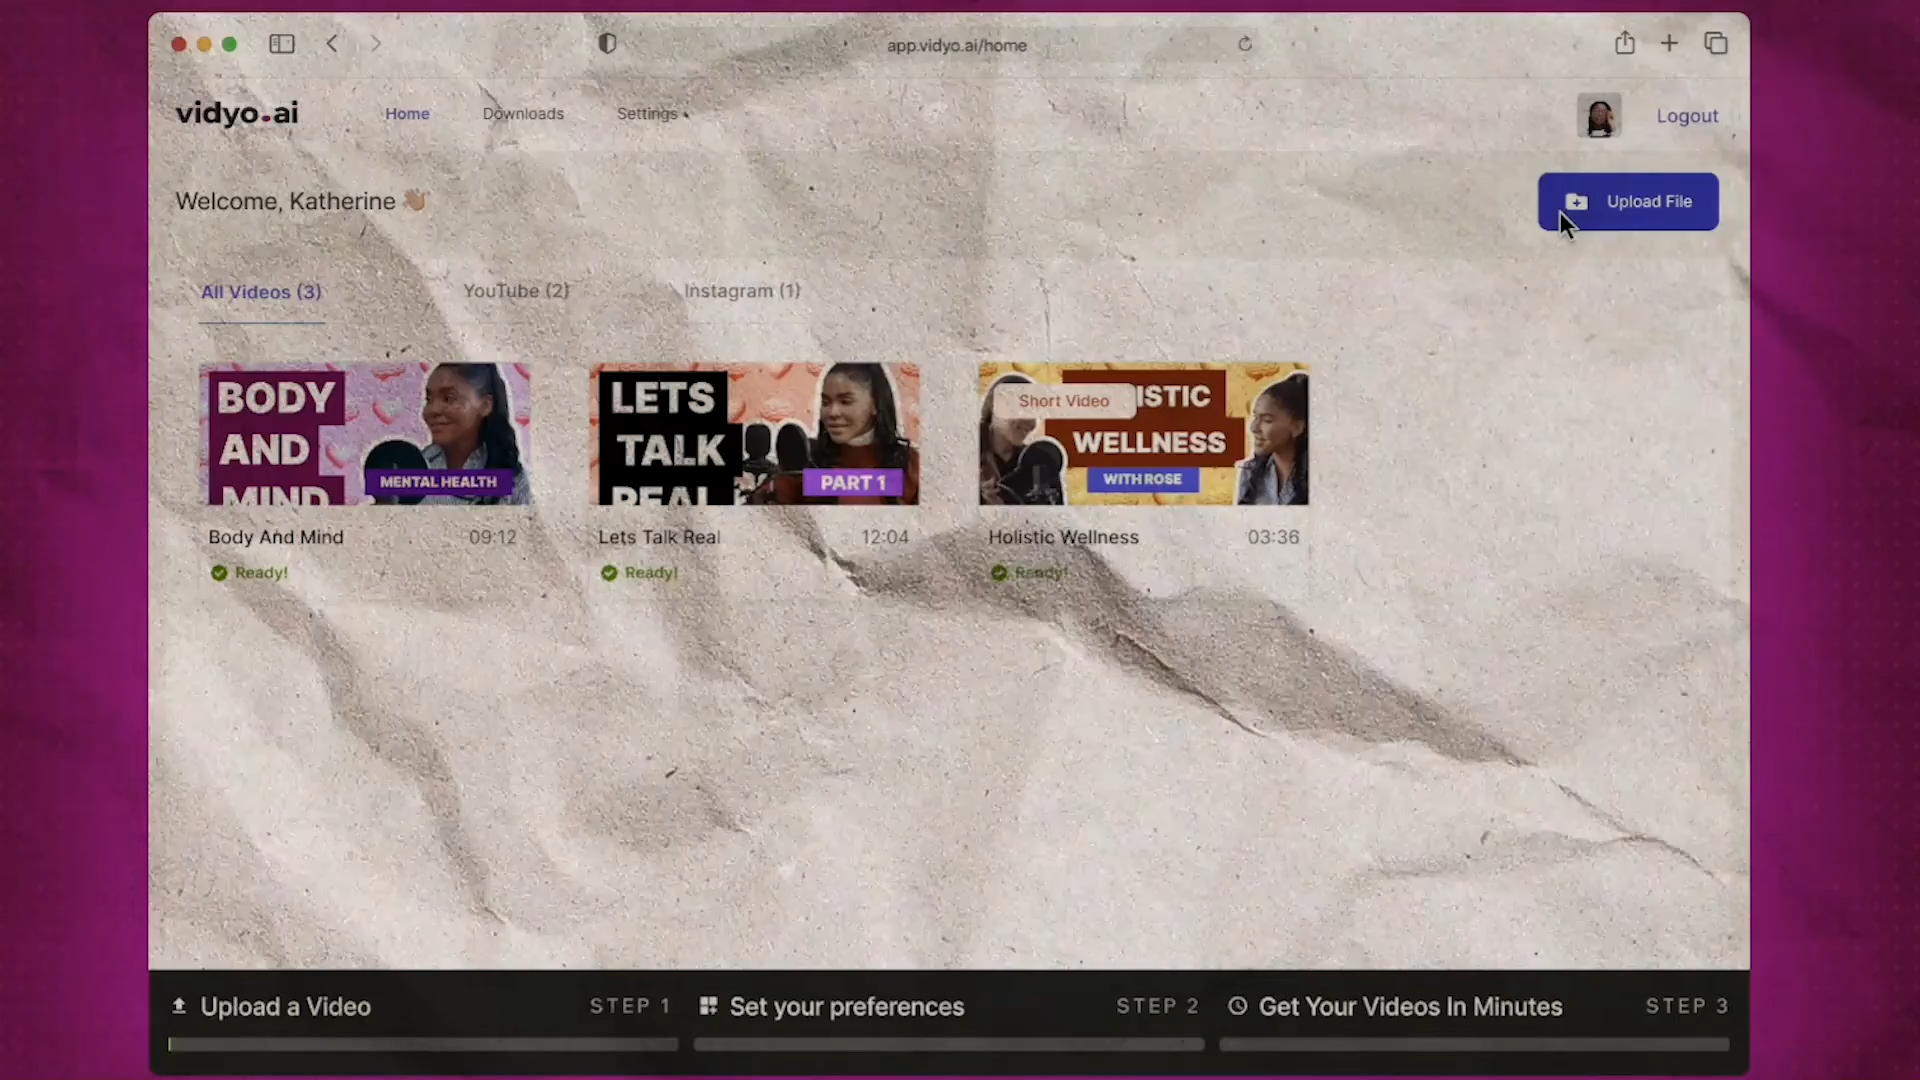 app.vidyo.ai/home
vidyo.ai Home Downloads Settings Logout
Welcome, Katherine 👋🏽
Upload File
All Videos (3) YouTube (2) Instagram (1)
BODY
AND
MIND
MENTAL HEALTH
LETS
TALK
REAL
PART 1
Short Video
ISTIC
WELLNESS
WITH ROSE
Body And Mind 09:12
Ready!
Lets Talk Real 12:04
Ready!
Holistic Wellness 03:36
Ready!
Upload a Video STEP 1
Set your preferences STEP 2
Get Your Videos In Minutes STEP 3